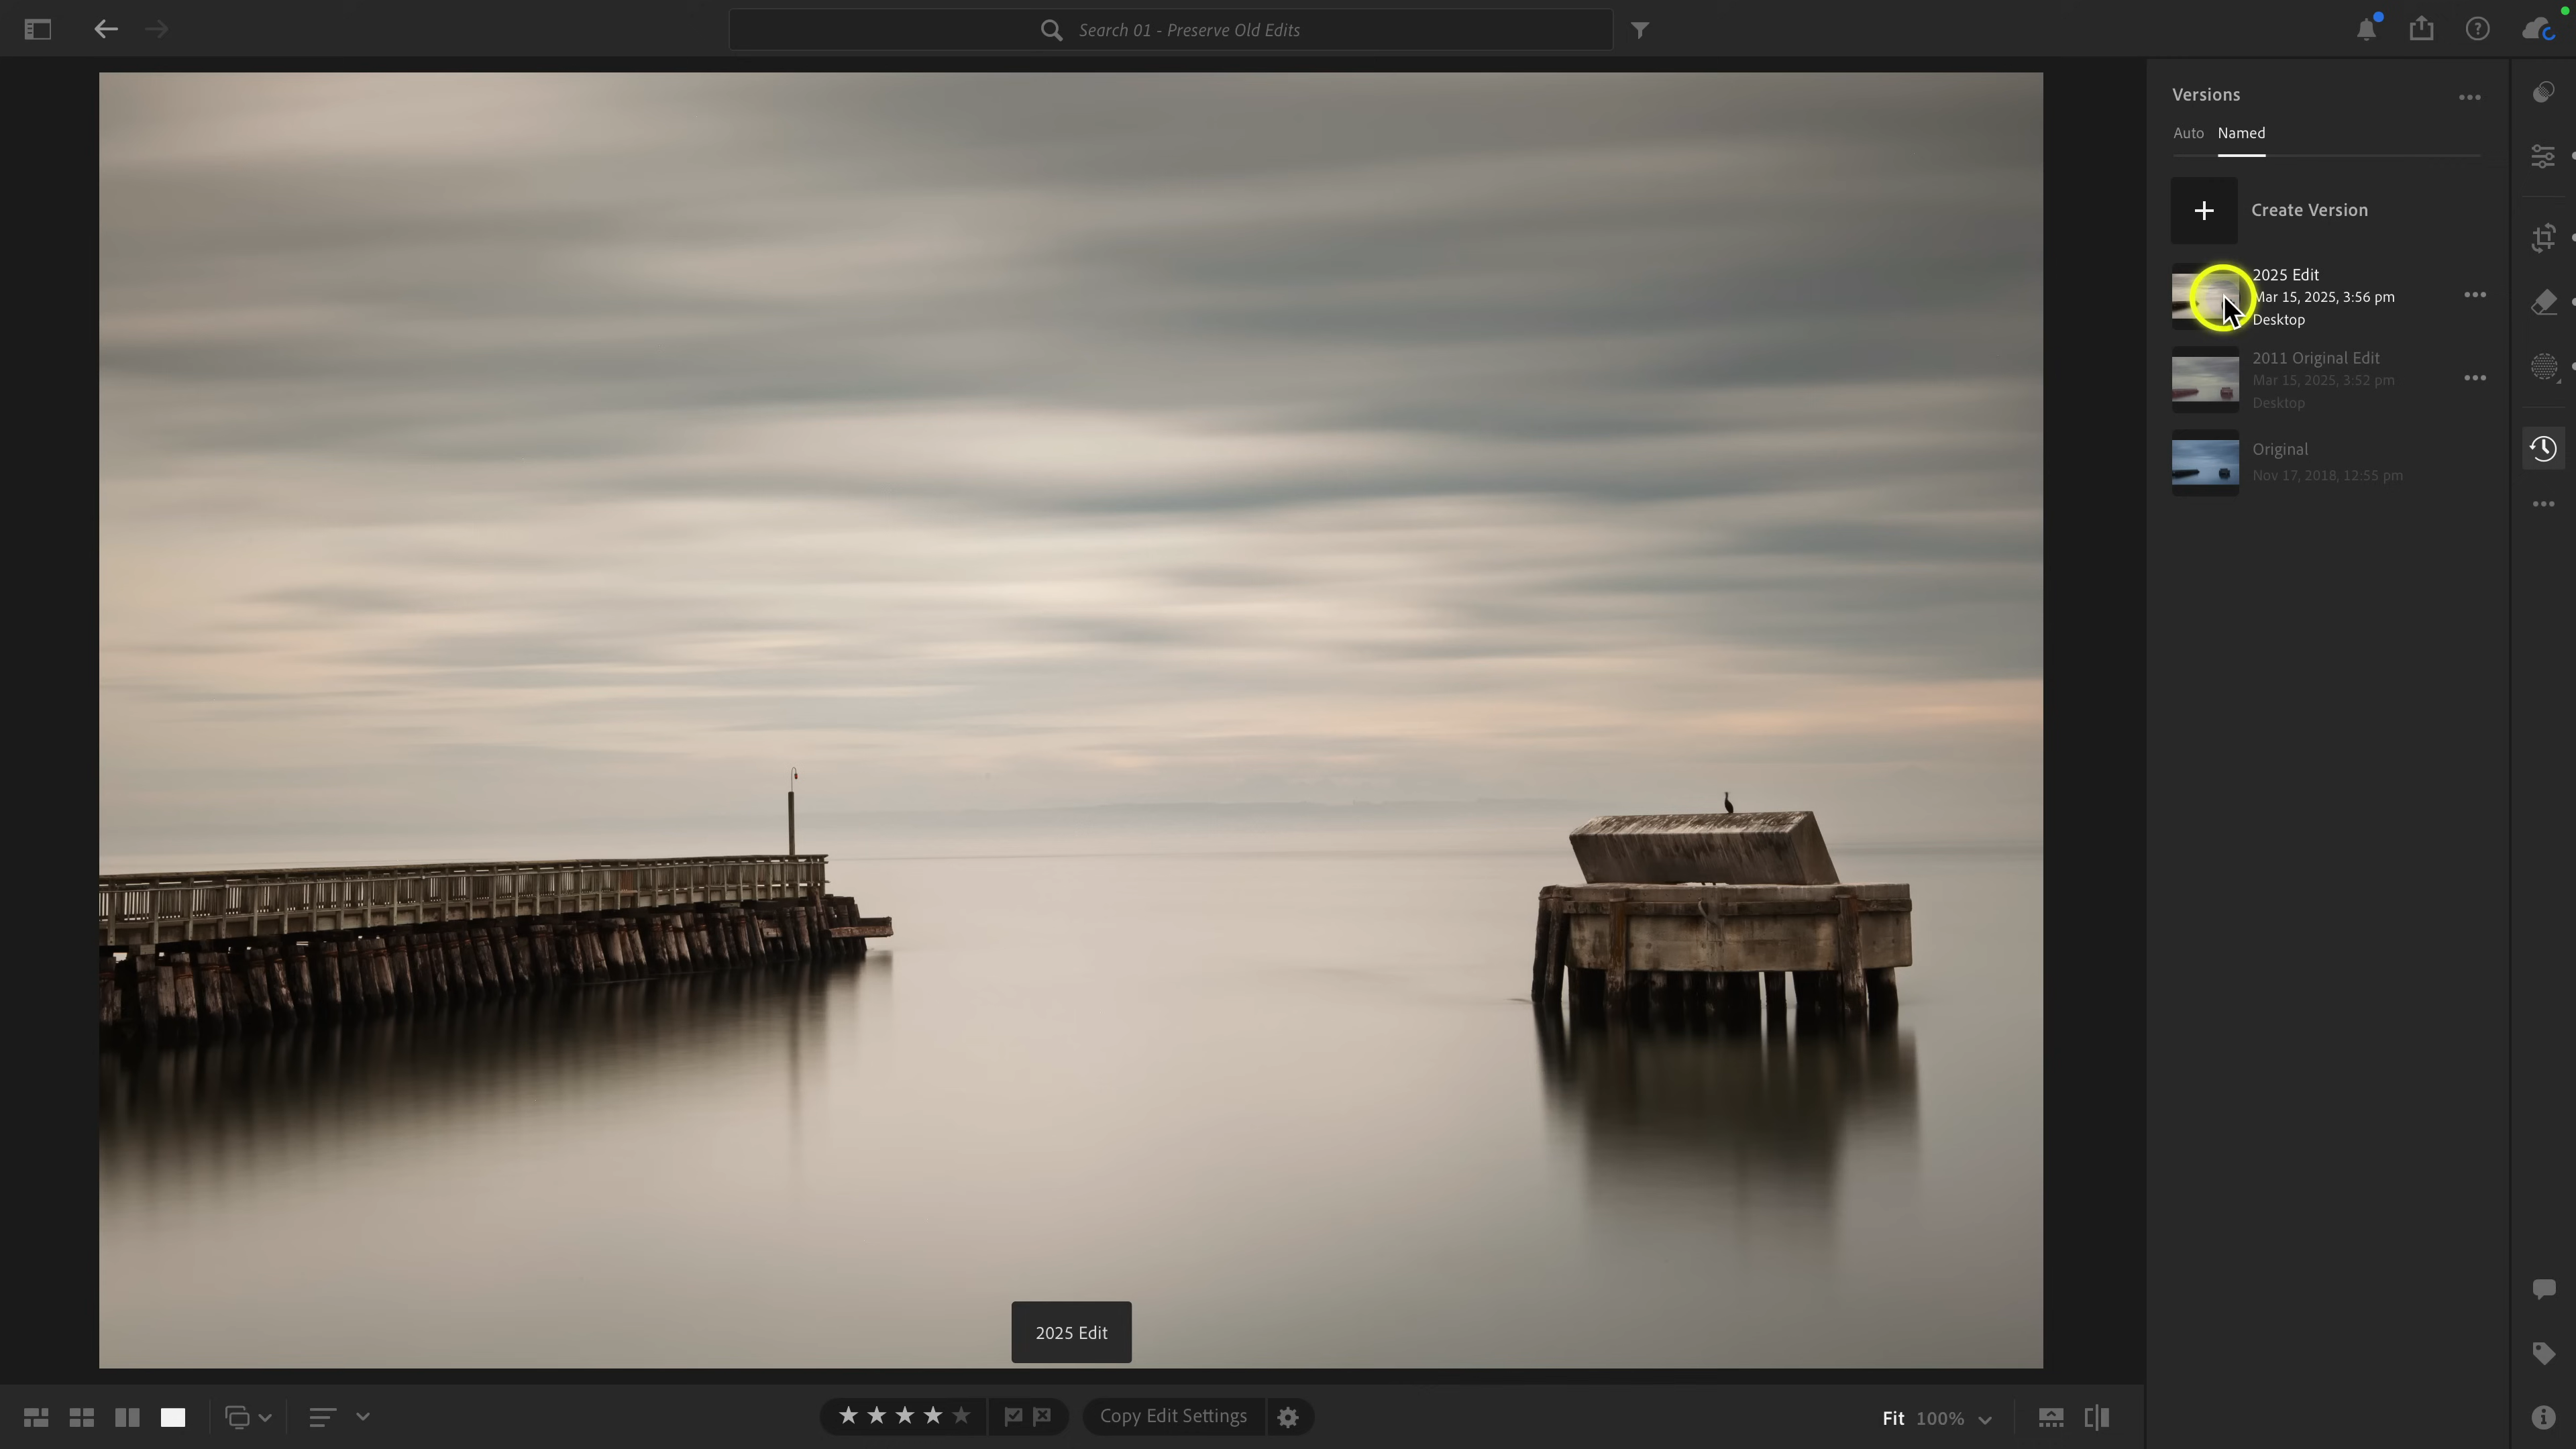 Search 01 - Preserve Old Edits
Versions
Auto Named
Create Version
2025 Edit
Mar 15, 2025, 3:56 pm
Desktop
2011 Original Edit
Mar 15, 2025, 3:52 pm
Desktop
Original
Nov 17, 2018, 12:55 pm
2025 Edit
Copy Edit Settings
Fit 100%